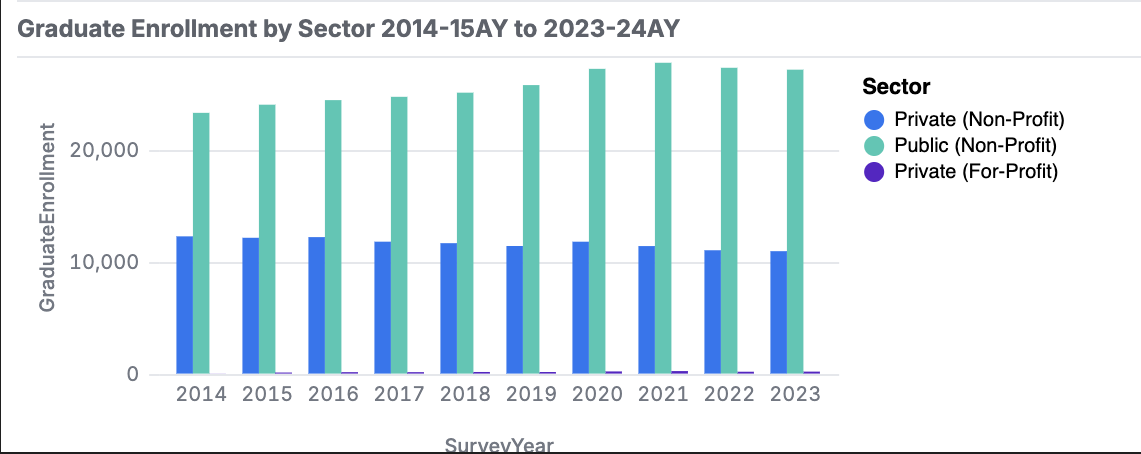 Graduate Enrollment by Sector 2014-15AY to 2023-24AY
Sector
Private (Non-Profit)
Public (Non-Profit)
Private (For-Profit)
GraduateEnrollment
20,000
10,000
0
2014 2015 2016 2017 2018 2019 2020 2021 2022 2023
SurveyYear